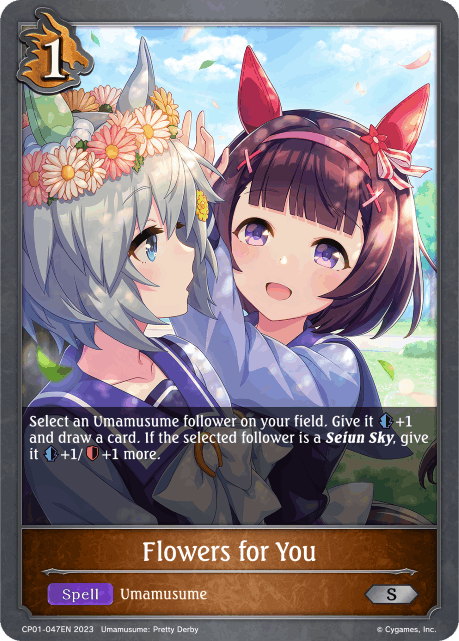 1
Select an Umamusume follower on your field. Give it +1
and draw a card. If the selected follower is a Seiun Sky, give
it +1/ +1 more.
Flowers for You
Spell Umamusume S
CP01-047EN 2023 Umamusume: Pretty Derby © Cygames, Inc.